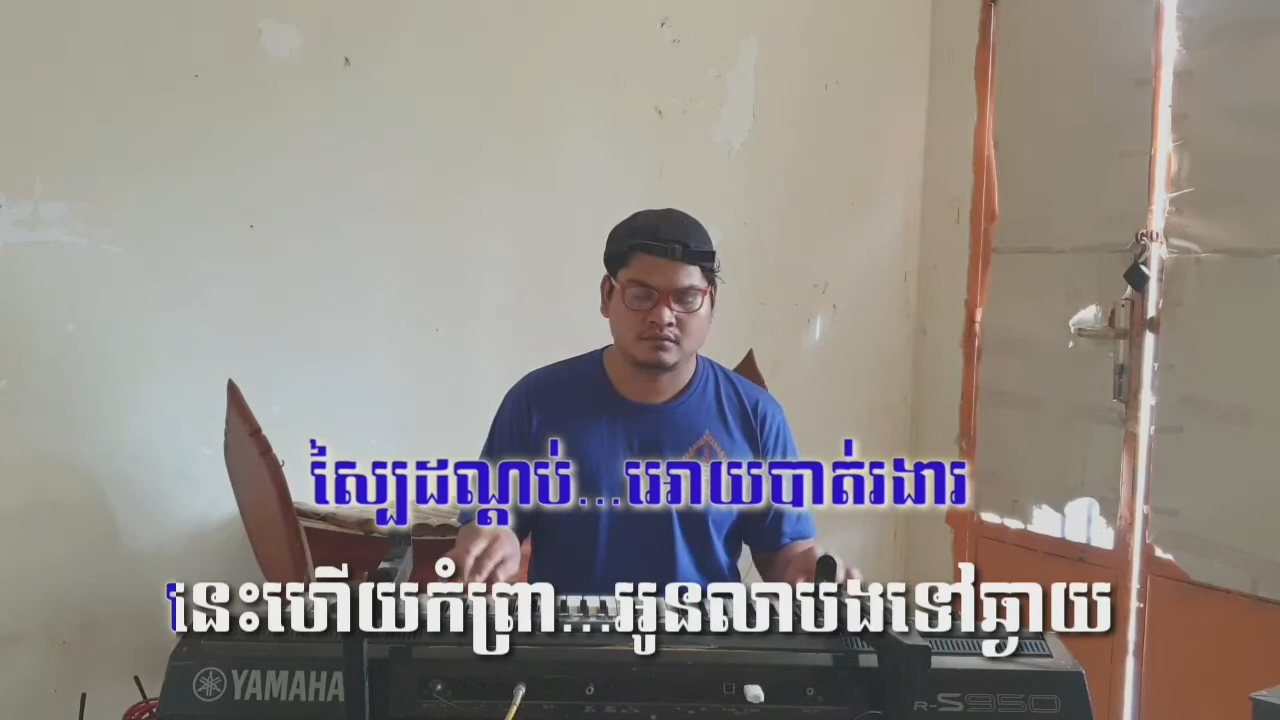 ស្បៃដណ្ដប់...អោយបាត់រងារ
នេះហើយកំព្រា...អូនលាបងទៅឆ្ងាយ
YAMAHA
R-S950